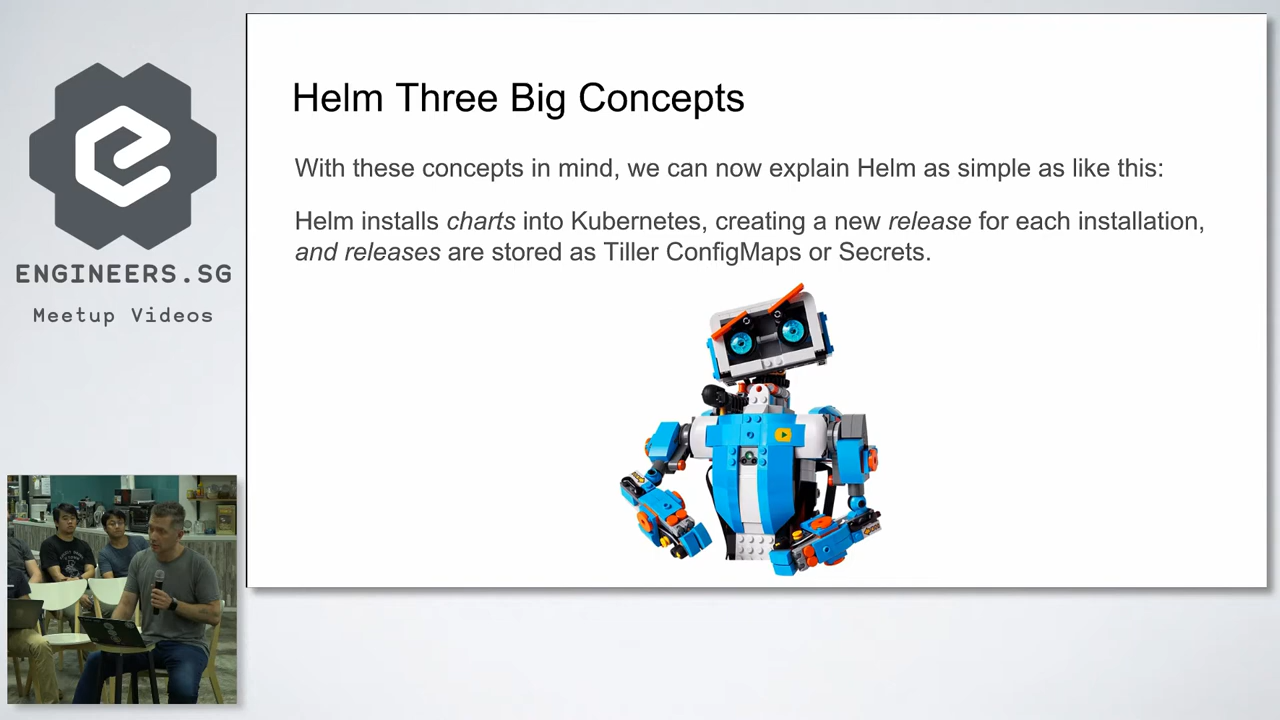 ENGINEERS.SG
Meetup Videos
Helm Three Big Concepts
With these concepts in mind, we can now explain Helm as simple as like this:
Helm installs charts into Kubernetes, creating a new release for each installation,
and releases are stored as Tiller ConfigMaps or Secrets.